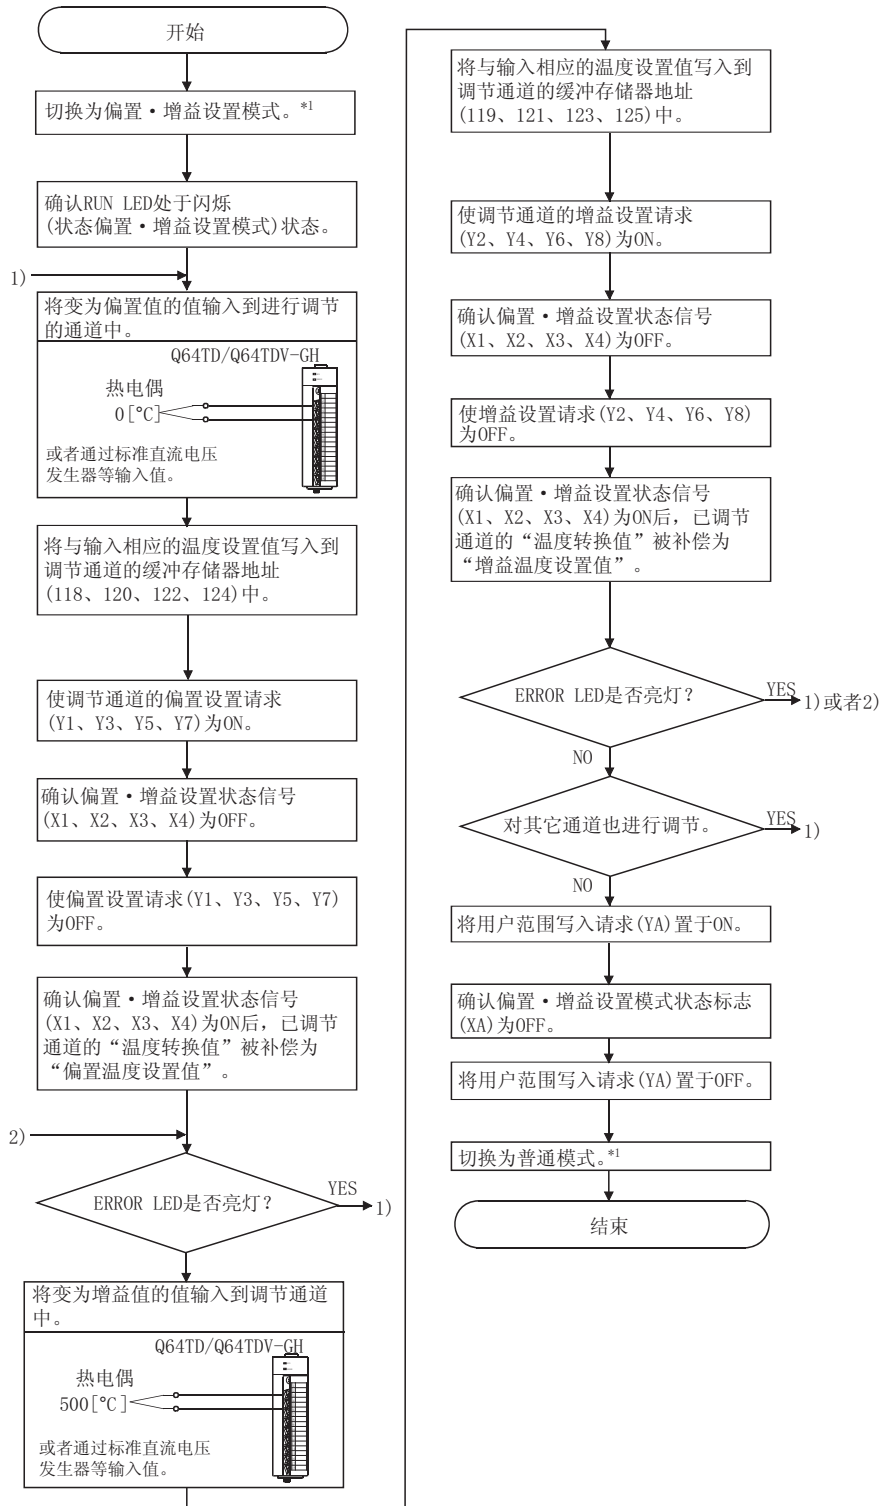 开始
切换为偏置·增益设置模式。*1
确认RUN LED处于闪烁
(状态偏置·增益设置模式)状态。
1)
将变为偏置值的值输入到进行调节
的通道中。
Q64TD/Q64TDV-GH
热电偶
0[°C]
或者通过标准直流电压
发生器等输入值。
将与输入相应的温度设置值写入到
调节通道的缓冲存储器地址
(118、120、122、124)中。
使调节通道的偏置设置请求
(Y1、Y3、Y5、Y7)为ON。
确认偏置·增益设置状态信号
(X1、X2、X3、X4)为OFF。
使偏置设置请求(Y1、Y3、Y5、Y7)
为OFF。
确认偏置·增益设置状态信号
(X1、X2、X3、X4)为ON后，已调节
通道的“温度转换值”被补偿为
“偏置温度设置值”。
2)
ERROR LED是否亮灯？
YES
1)
将变为增益值的值输入到调节通道
中。
Q64TD/Q64TDV-GH
热电偶
500[°C]
或者通过标准直流电压
发生器等输入值。
将与输入相应的温度设置值写入到
调节通道的缓冲存储器地址
(119、121、123、125)中。
使调节通道的增益设置请求
(Y2、Y4、Y6、Y8)为ON。
确认偏置·增益设置状态信号
(X1、X2、X3、X4)为OFF。
使增益设置请求(Y2、Y4、Y6、Y8)
为OFF。
确认偏置·增益设置状态信号
(X1、X2、X3、X4)为ON后，已调节
通道的“温度转换值”被补偿为
“增益温度设置值”。
ERROR LED是否亮灯？
YES
1)或者2)
NO
对其它通道也进行调节。
YES
1)
NO
将用户范围写入请求(YA)置于ON。
确认偏置·增益设置模式状态标志
(XA)为OFF。
将用户范围写入请求(YA)置于OFF。
切换为普通模式。*1
结束